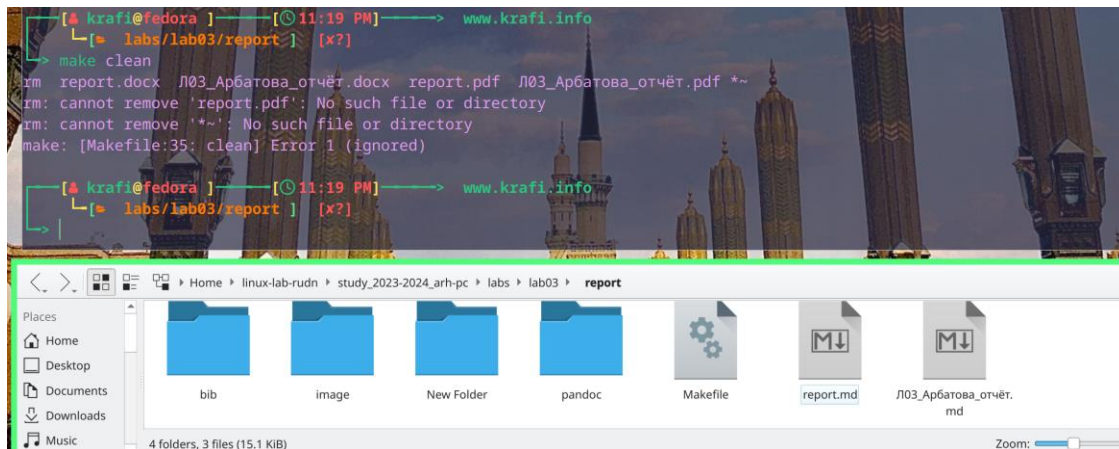 [ krafi@fedora ]———[ 11:19 PM]————> www.krafi.info
[ labs/lab03/report ] [✗?]
> make clean
rm report.docx Л03_Арбатова_отчёт.docx report.pdf Л03_Арбатова_отчёт.pdf *~
rm: cannot remove 'report.pdf': No such file or directory
rm: cannot remove '*~': No such file or directory
make: [Makefile:35: clean] Error 1 (ignored)
[ krafi@fedora ]———[ 11:19 PM]————> www.krafi.info
[ labs/lab03/report ] [✗?]
>
Home linux-lab-rudn study_2023-2024_arh-pc labs lab03 report
Places
Home
Desktop
Documents
Downloads
Music
bib image New Folder pandoc Makefile report.md Л03_Арбатова_отчёт.
md
4 folders, 3 files (15.1 KiB) Zoom: